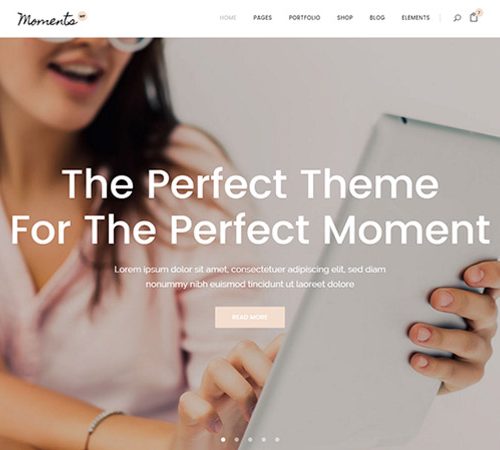 Moments
HOME PAGES PORTFOLIO SHOP BLOG ELEMENTS
7
The Perfect Theme
For The Perfect Moment
Lorem ipsum dolor sit amet, consectetuer adipiscing elit, sed diam
nonummy nibh euismod tincidunt ut laoreet dolore
READ MORE